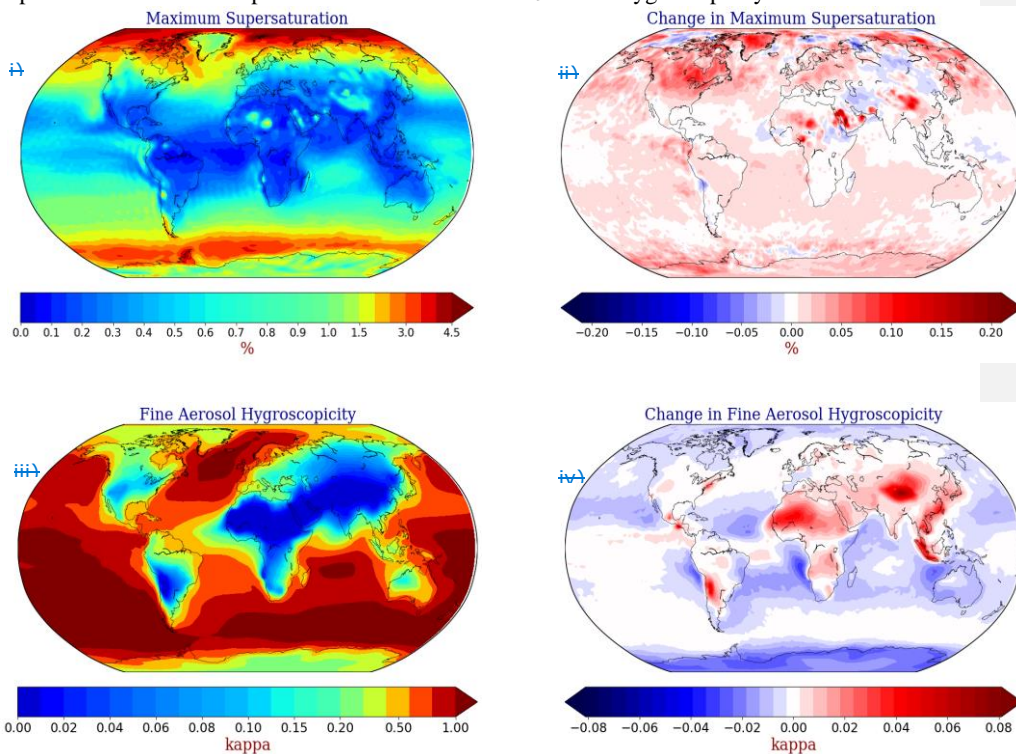 Maximum Supersaturation
Change in Maximum Supersaturation
i)
ii)
0.0 0.1 0.2 0.3 0.4 0.5 0.6 0.7 0.8 1.0 1.5 3.0 4.5
%
−0.20 −0.15 −0.10 −0.05 0.00 0.05 0.10 0.15 0.20
%
Fine Aerosol Hygroscopicity
Change in Fine Aerosol Hygroscopicity
iii)
iv)
0.00 0.02 0.04 0.06 0.08 0.10 0.15 0.20 0.50 1.00
kappa
−0.08 −0.06 −0.04 −0.02 0.00 0.02 0.04 0.06 0.08
kappa